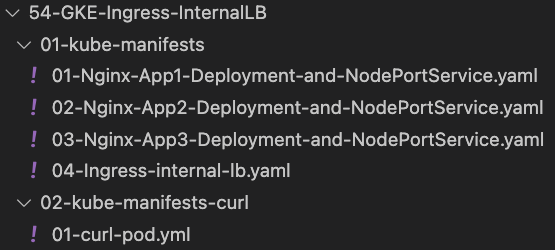 54-GKE-Ingress-InternalLB
01-kube-manifests
! 01-Nginx-App1-Deployment-and-NodePortService.yaml
! 02-Nginx-App2-Deployment-and-NodePortService.yaml
! 03-Nginx-App3-Deployment-and-NodePortService.yaml
! 04-Ingress-internal-lb.yaml
02-kube-manifests-curl
! 01-curl-pod.yml